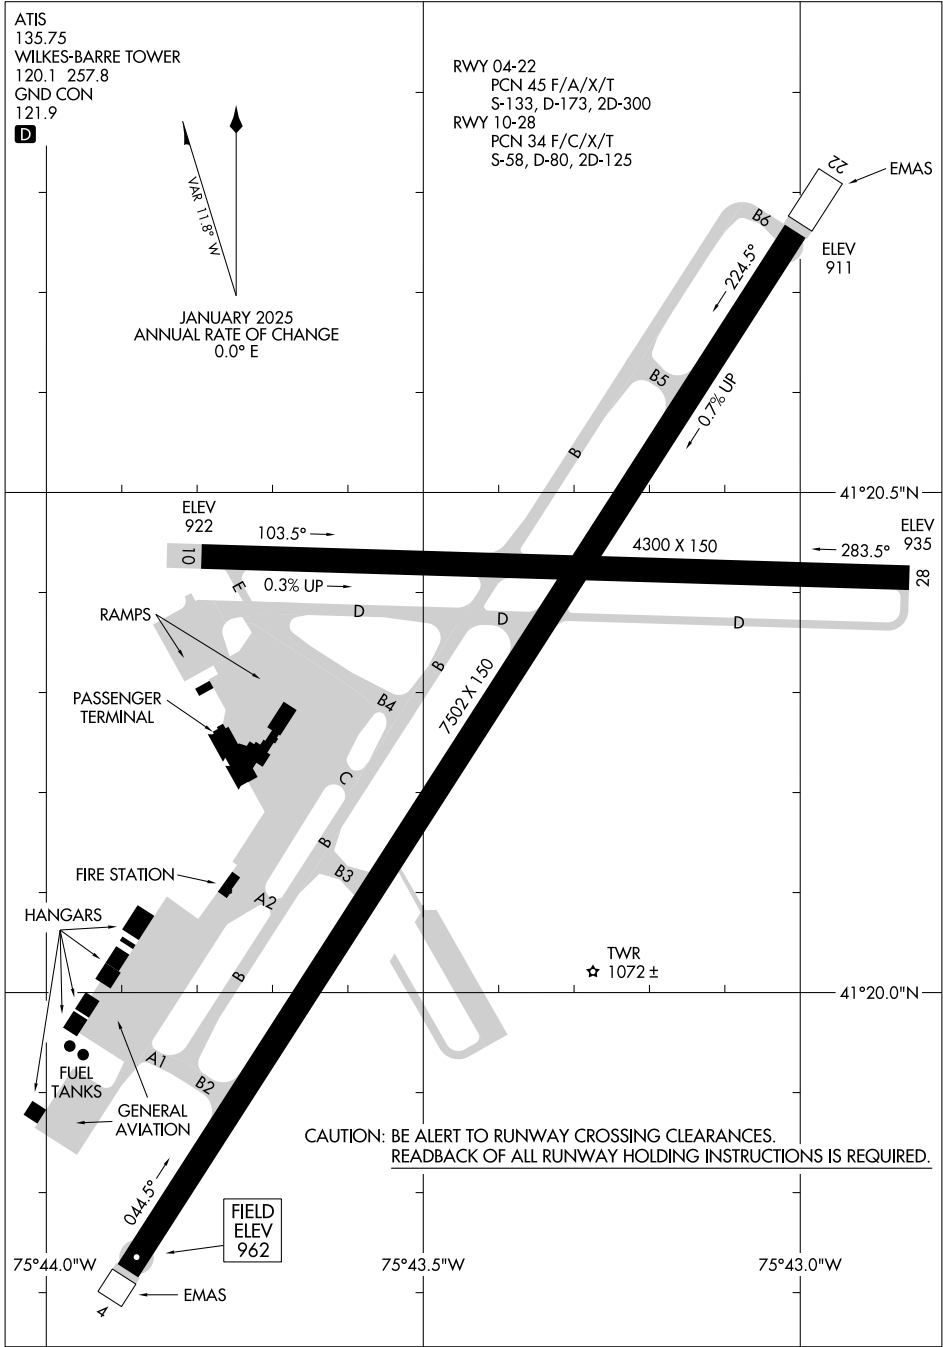 ATIS
135.75
WILKES-BARRE TOWER
120.1 257.8
GND CON
121.9
D
RWY 04-22
PCN 45 F/A/X/T
S-133, D-173, 2D-300
RWY 10-28
PCN 34 F/C/X/T
S-58, D-80, 2D-125
VAR 11.8° W
JANUARY 2025
ANNUAL RATE OF CHANGE
0.0° E
22
EMAS
B6
ELEV
911
224.5°
B5
0.7% UP
B
41°20.5"N
ELEV
922
103.5°
10
4300 X 150
283.5°
ELEV
935
28
0.3% UP
E
D
D
D
RAMPS
B
7502 X 150
PASSENGER
TERMINAL
B4
C
B
B3
FIRE STATION
A2
HANGARS
B
TWR
1072 ±
41°20.0"N
A1
B2
FUEL
TANKS
GENERAL
AVIATION
CAUTION: BE ALERT TO RUNWAY CROSSING CLEARANCES.
READBACK OF ALL RUNWAY HOLDING INSTRUCTIONS IS REQUIRED.
044.5°
FIELD
ELEV
962
75°44.0"W
75°43.5"W
75°43.0"W
EMAS
4